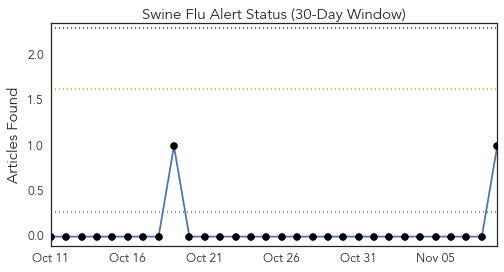 Swine Flu Alert Status (30-Day Window)
Articles Found
2.0
1.5
1.0
0.5
0.0
Oct 11 Oct 16 Oct 21 Oct 26 Oct 31 Nov 05